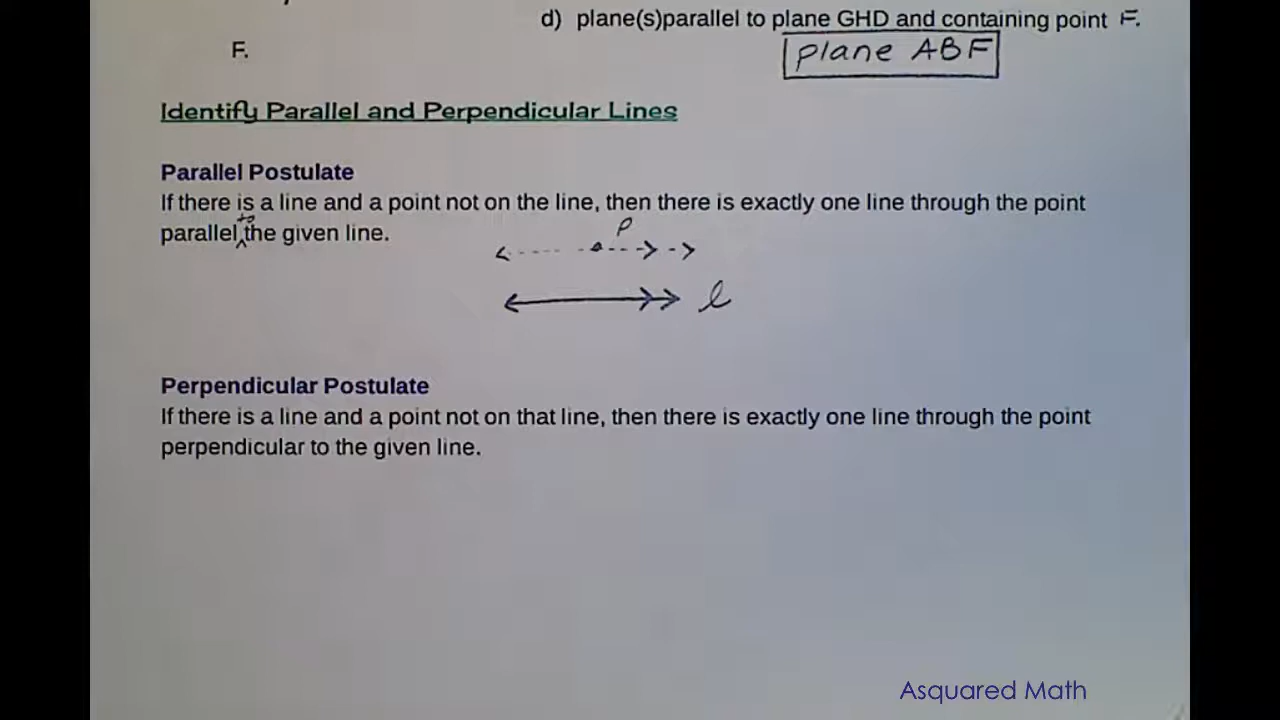 d) plane(s)parallel to plane GHD and containing point F.
F.
plane ABF
Identify Parallel and Perpendicular Lines
Parallel Postulate
If there is a line and a point not on the line, then there is exactly one line through the point
to
parallel the given line.
P
l
Perpendicular Postulate
If there is a line and a point not on that line, then there is exactly one line through the point
perpendicular to the given line.
Asquared Math